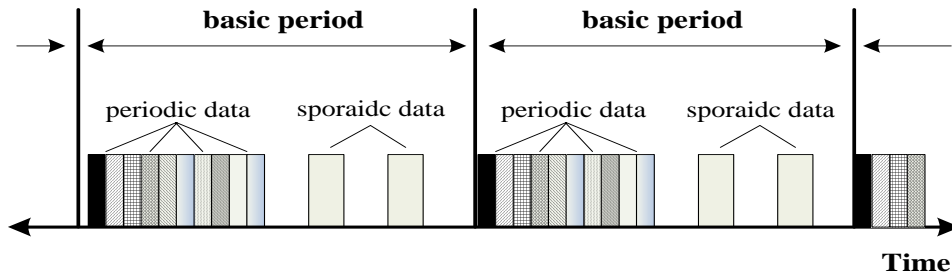 basic period
basic period
periodic data
sporaidc data
periodic data
sporaidc data
Time